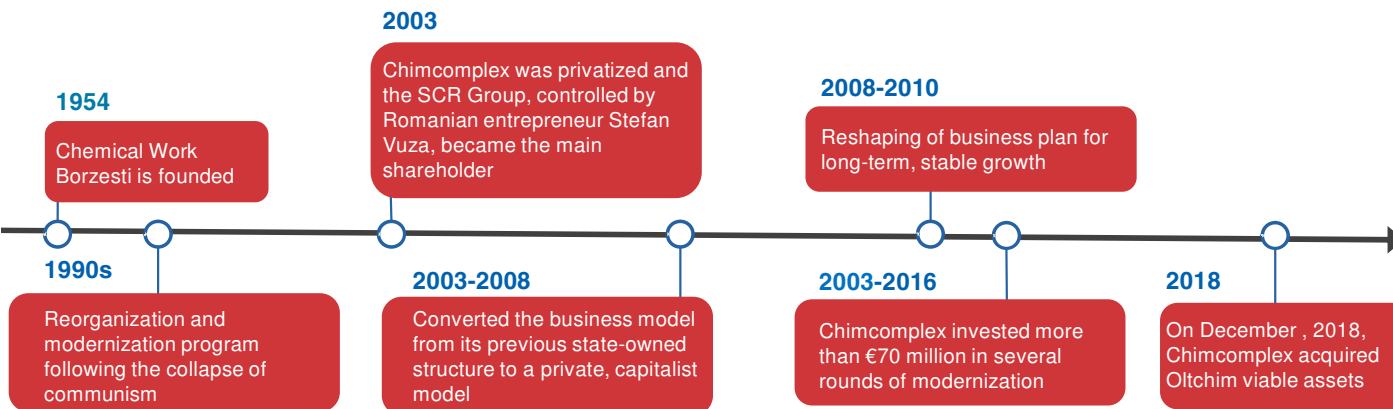 1954
Chemical Work
Borzesti is founded
1990s
Reorganization and
modernization program
following the collapse of
communism
2003
Chimcomplex was privatized and
the SCR Group, controlled by
Romanian entrepreneur Stefan
Vuza, became the main
shareholder
2003-2008
Converted the business model
from its previous state-owned
structure to a private, capitalist
model
2008-2010
Reshaping of business plan for
long-term, stable growth
2003-2016
Chimcomplex invested more
than €70 million in several
rounds of modernization
2018
On December , 2018,
Chimcomplex acquired
Oltchim viable assets